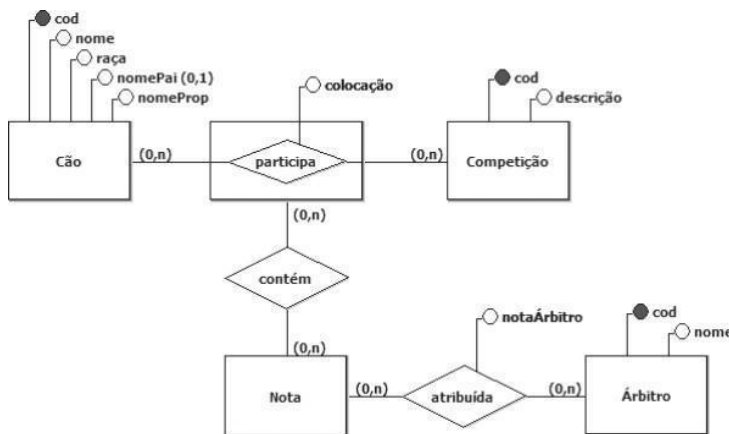 cod
nome
raça
nomePai (0,1)
nomeProp
colocação
cod
descrição
Cão
(0,n)
participa
(0,n)
Competição
(0,n)
contém
(0,n)
notaÁrbitro
cod
nome
Nota
(0,n)
atribuída
(0,n)
Árbitro